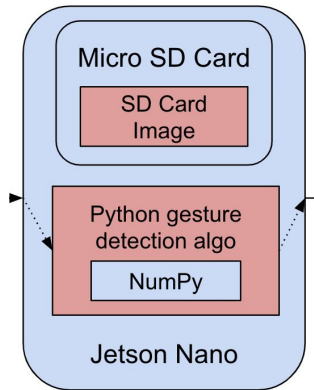 Micro SD Card
SD Card
Image
Python gesture
detection algo
NumPy
Jetson Nano